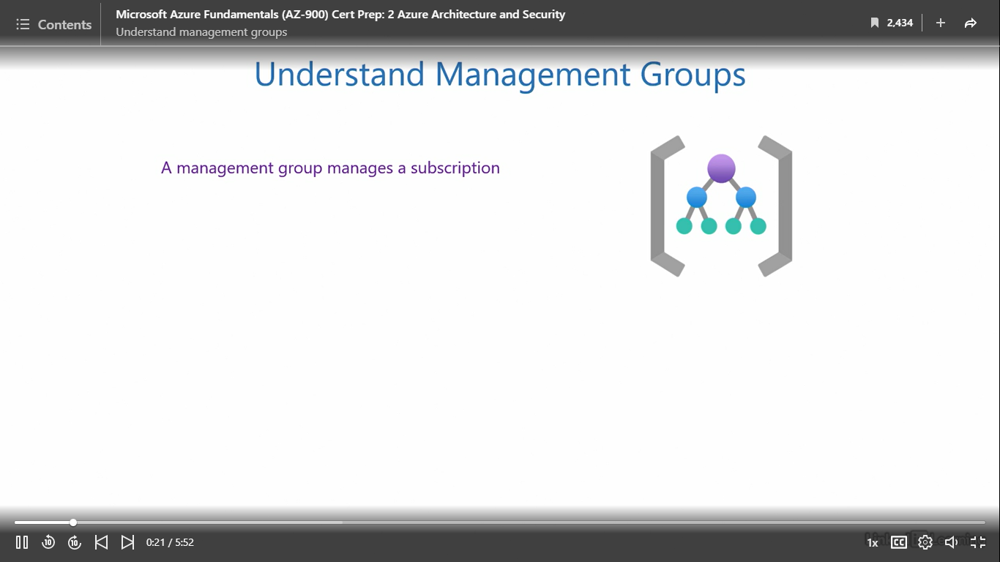 Contents
Microsoft Azure Fundamentals (AZ-900) Cert Prep: 2 Azure Architecture and Security
Understand management groups
2,434
Understand Management Groups
A management group manages a subscription
10
10
0:21 / 5:52
1x
CC